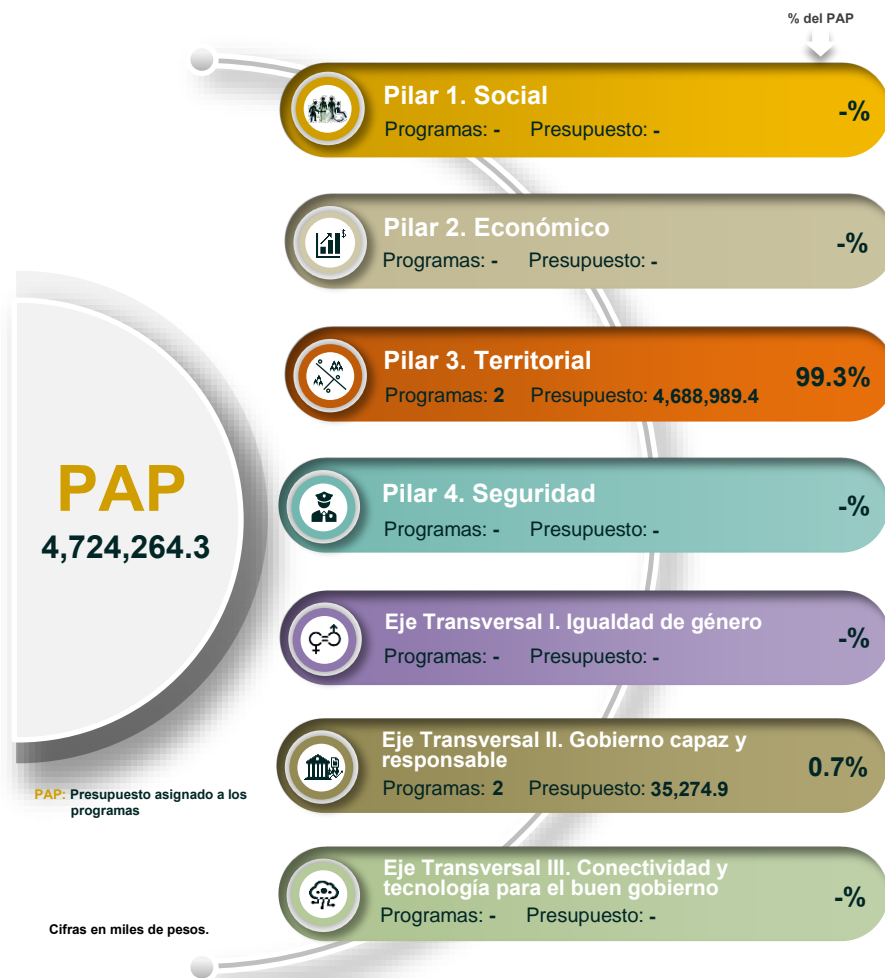 % del PAP
Pilar 1. Social
Programas: - Presupuesto: -
-%
Pilar 2. Económico
Programas: - Presupuesto: -
-%
Pilar 3. Territorial
Programas: 2 Presupuesto: 4,688,989.4
99.3%
PAP
4,724,264.3
Pilar 4. Seguridad
Programas: - Presupuesto: -
-%
Eje Transversal I. Igualdad de género
Programas: - Presupuesto: -
-%
Eje Transversal II. Gobierno capaz y
responsable
Programas: 2 Presupuesto: 35,274.9
0.7%
PAP: Presupuesto asignado a los
programas
Eje Transversal III. Conectividad y
tecnología para el buen gobierno
Programas: - Presupuesto: -
-%
Cifras en miles de pesos.